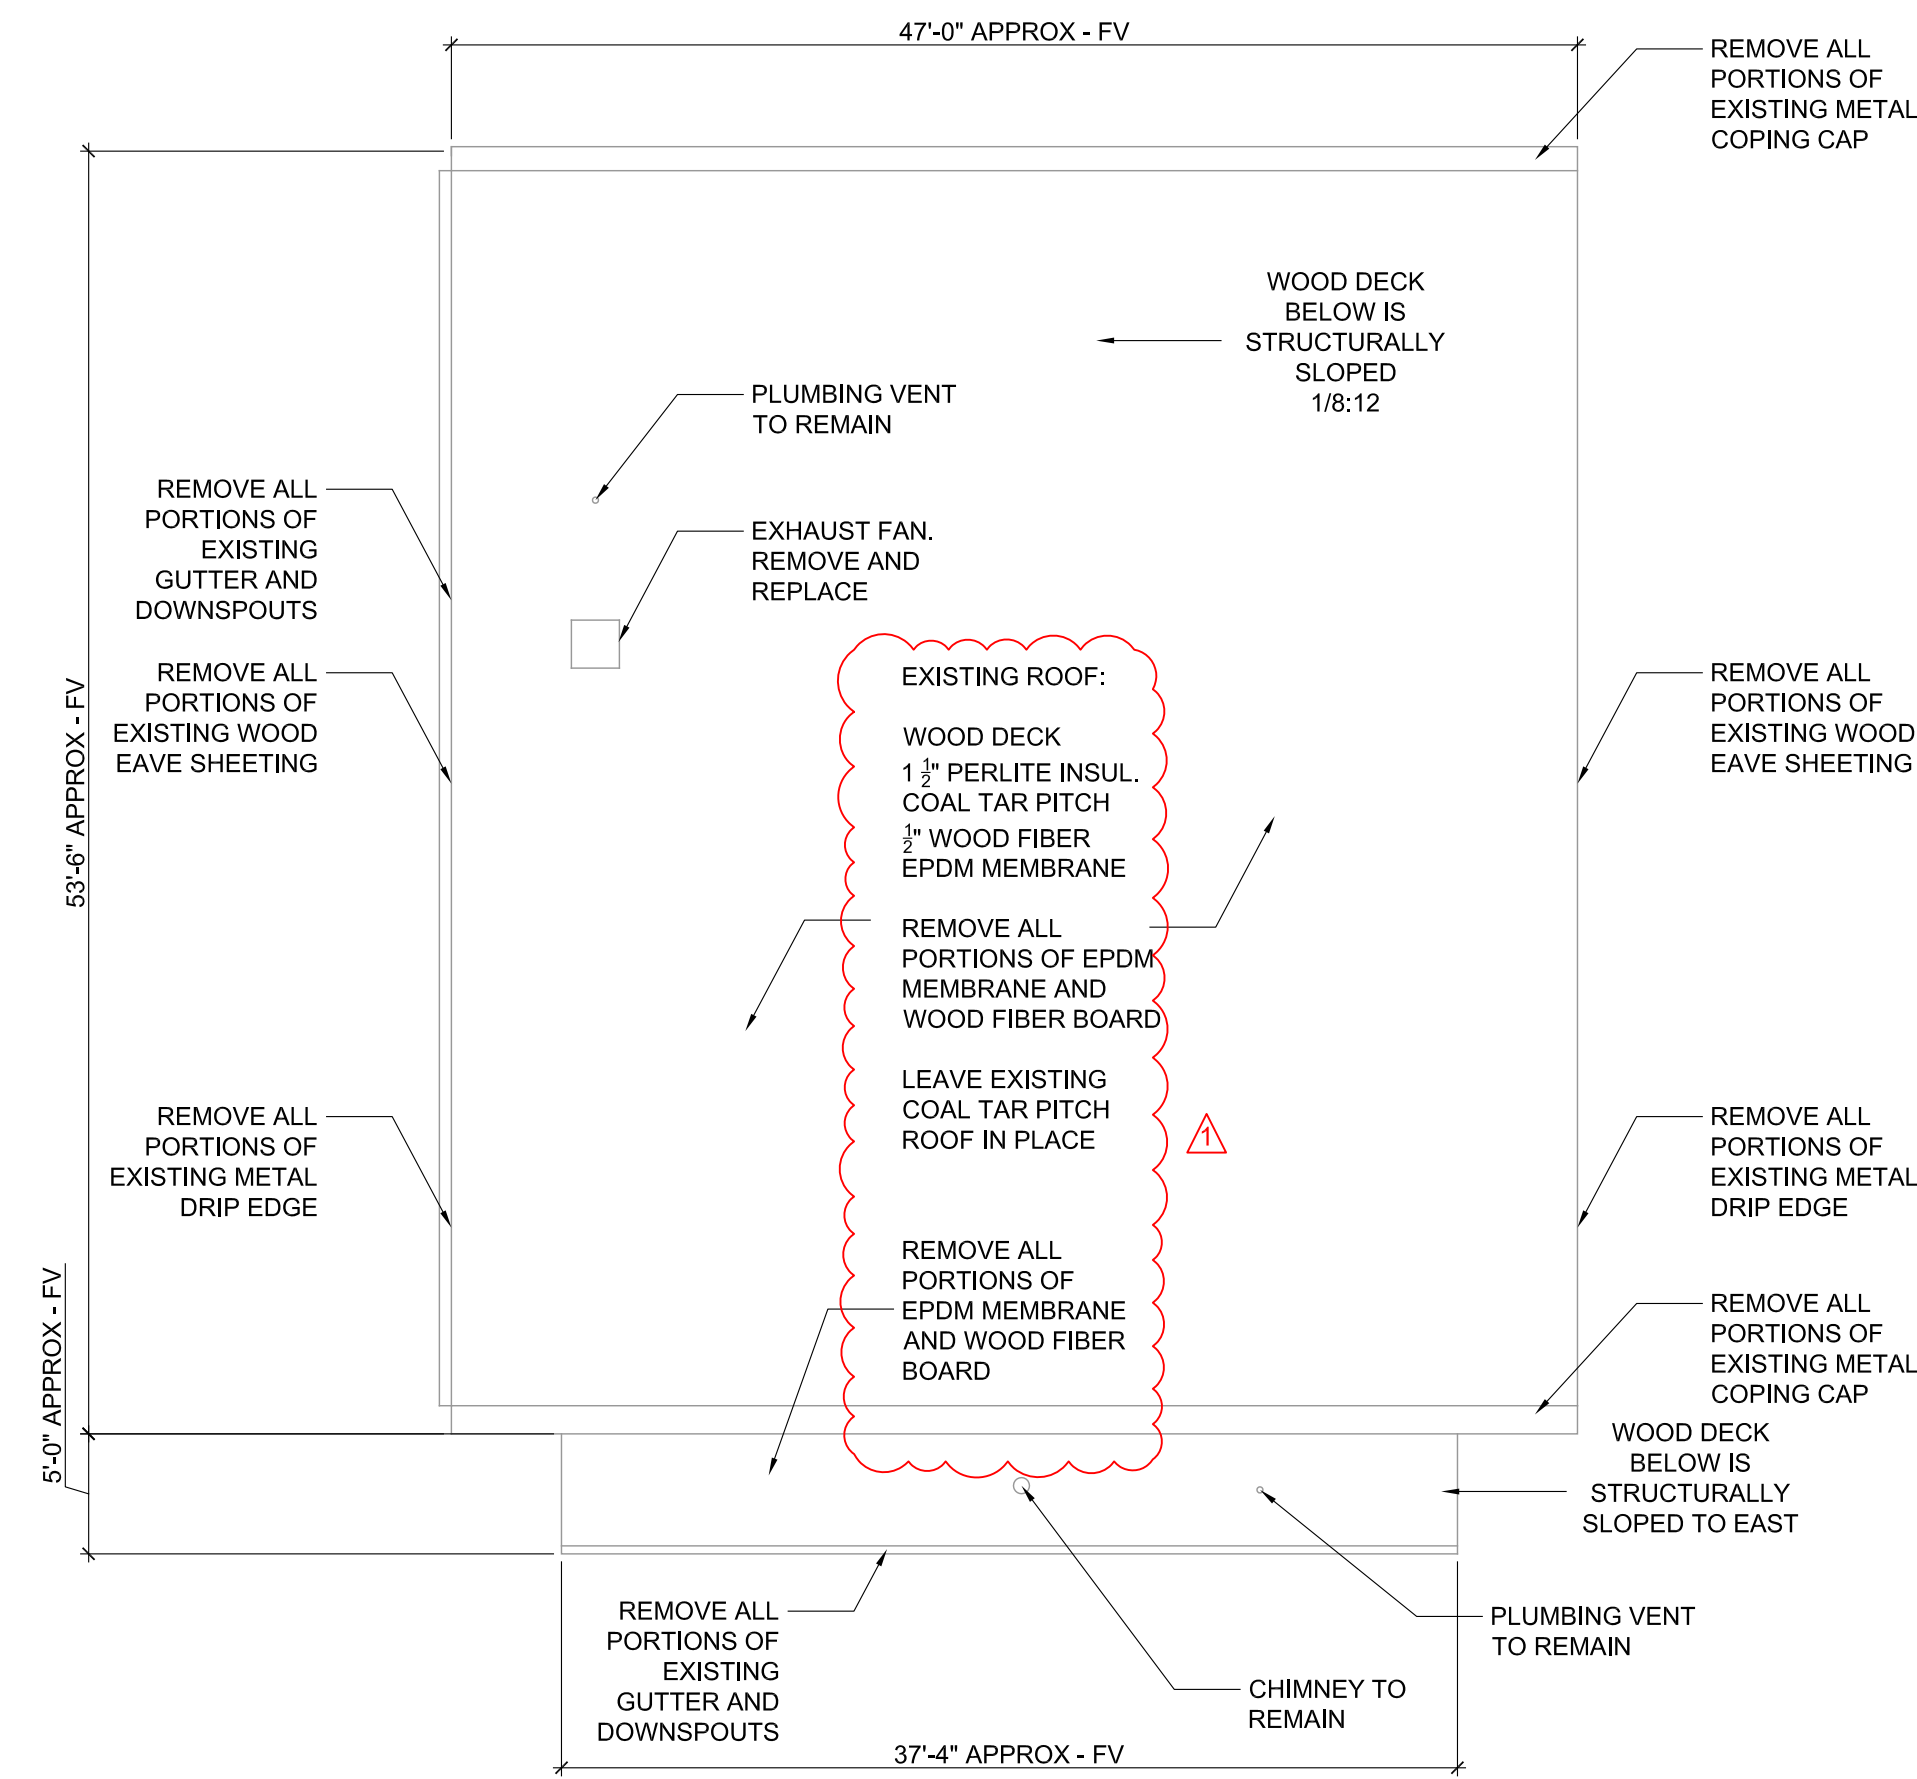 47'-0" APPROX - FV
REMOVE ALL
PORTIONS OF
EXISTING METAL
COPING CAP
WOOD DECK
BELOW IS
STRUCTURALLY
SLOPED
1/8:12
PLUMBING VENT
TO REMAIN
REMOVE ALL
PORTIONS OF
EXISTING
GUTTER AND
DOWNSPOUTS
EXHAUST FAN.
REMOVE AND
REPLACE
REMOVE ALL
PORTIONS OF
EXISTING WOOD
EAVE SHEETING
53'-6" APPROX - FV
EXISTING ROOF:
WOOD DECK
1 1/2" PERLITE INSUL.
COAL TAR PITCH
1/2" WOOD FIBER
EPDM MEMBRANE
REMOVE ALL
PORTIONS OF EPDM
MEMBRANE AND
WOOD FIBER BOARD
LEAVE EXISTING
COAL TAR PITCH
ROOF IN PLACE
1
REMOVE ALL
PORTIONS OF
EPDM MEMBRANE
AND WOOD FIBER
BOARD
REMOVE ALL
PORTIONS OF
EXISTING WOOD
EAVE SHEETING
REMOVE ALL
PORTIONS OF
EXISTING METAL
DRIP EDGE
REMOVE ALL
PORTIONS OF
EXISTING METAL
DRIP EDGE
5'-0" APPROX - FV
REMOVE ALL
PORTIONS OF
EXISTING METAL
COPING CAP
WOOD DECK
BELOW IS
STRUCTURALLY
SLOPED TO EAST
REMOVE ALL
PORTIONS OF
EXISTING
GUTTER AND
DOWNSPOUTS
CHIMNEY TO
REMAIN
PLUMBING VENT
TO REMAIN
37'-4" APPROX - FV